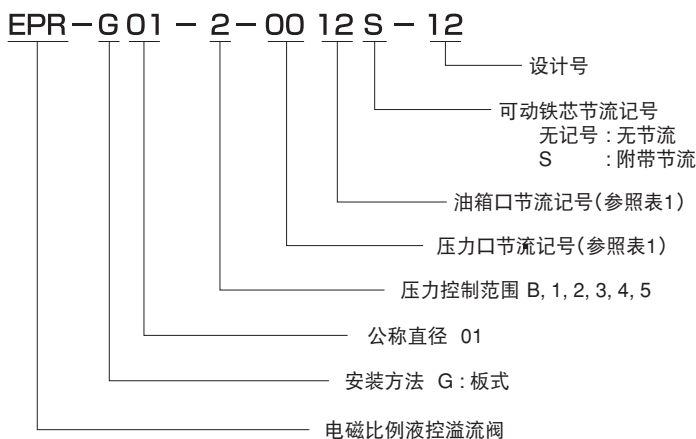 EPR-G01-2-0012S-12
设计号
可动铁芯节流记号
无记号：无节流
S ：附带节流
油箱口节流记号（参照表1）
压力口节流记号（参照表1）
压力控制范围 B, 1, 2, 3, 4, 5
公称直径 01
安装方法 G：板式
电磁比例液控溢流阀